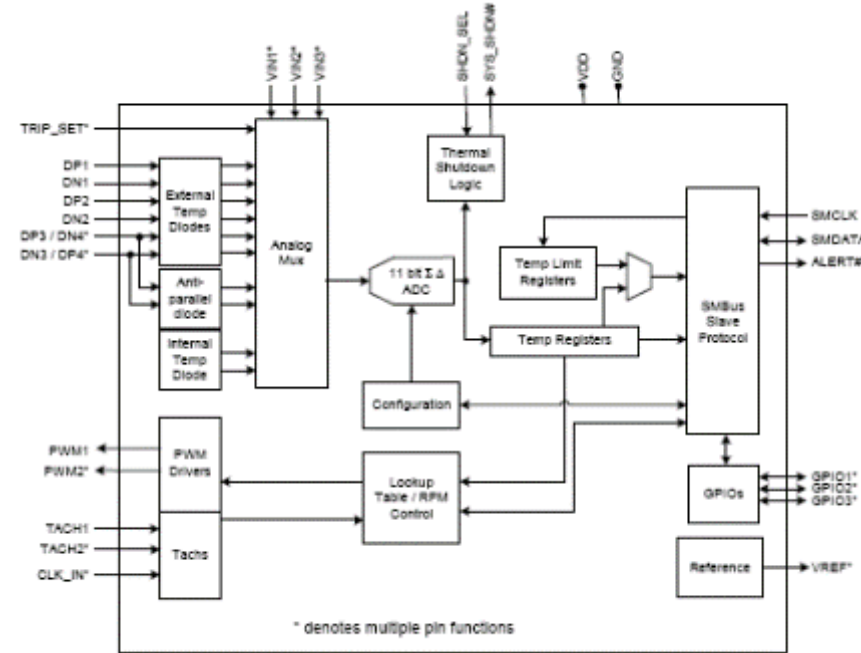 VIN1*
VIN2*
VIN3*
SHDN_SEL
SYS_SHDN#
VDD
GND
TRIP_SET*
DP1
DN1
DP2
DN2
DP3 / DN4*
DN3 / DP4*
External
Temp
Diodes
Anti-
parallel
diode
Internal
Temp
Diode
Analog
Mux
Thermal
Shutdown
Logic
11 bit Σ Δ
ADC
Temp Limit
Registers
Temp Registers
Configuration
SMBus
Slave
Protocol
SMCLK
SMDATA
ALERT#
PWM1
PWM2*
PWM
Drivers
Lookup
Table / RPM
Control
GPIOs
GPIO1*
GPIO2*
GPIO3*
TACH1
TACH2*
CLK_IN*
Tachs
Reference
VREF*
* denotes multiple pin functions